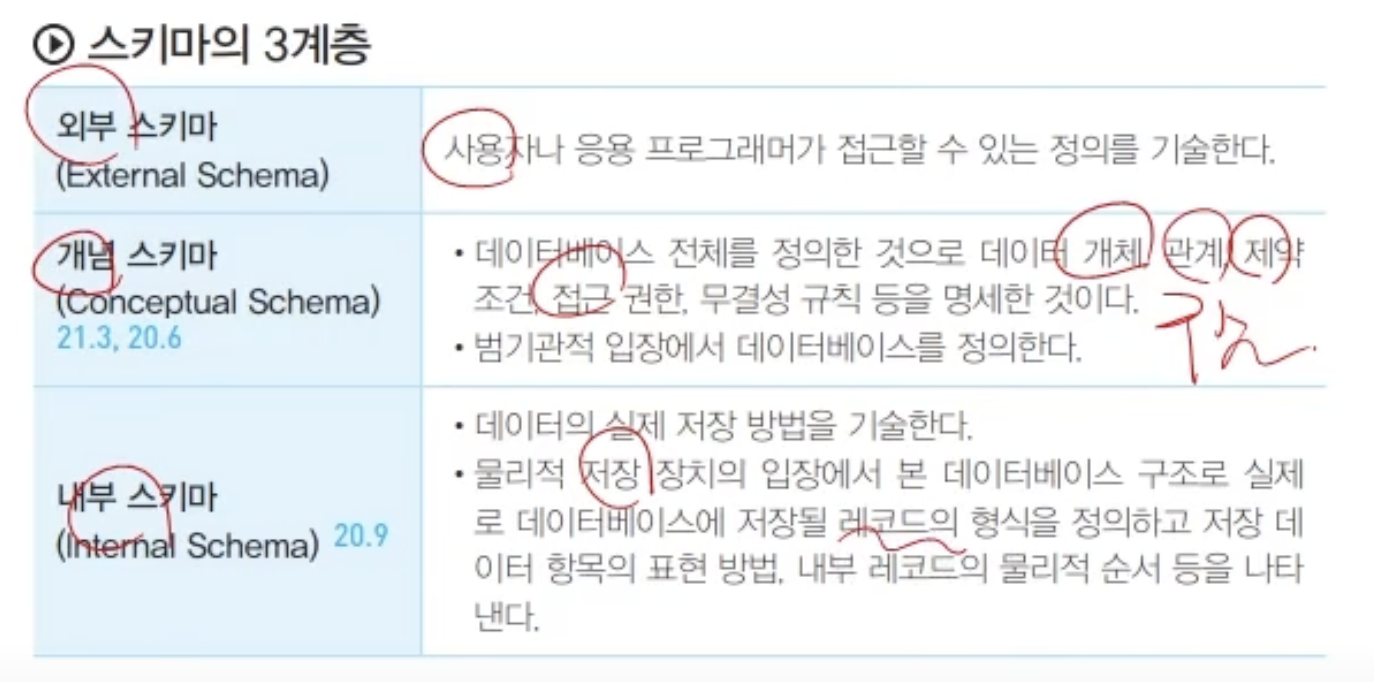 스키마의 3계층
외부 스키마
(External Schema)
사용자나 응용 프로그래머가 접근할 수 있는 정의를 기술한다.
개념 스키마
(Conceptual Schema)
21.3, 20.6
• 데이터베이스 전체를 정의한 것으로 데이터 개체, 관계, 제약
조건, 접근 권한, 무결성 규칙 등을 명세한 것이다.
• 범기관적 입장에서 데이터베이스를 정의한다.
내부 스키마
(Internal Schema) 20.9
• 데이터의 실제 저장 방법을 기술한다.
• 물리적 저장 장치의 입장에서 본 데이터베이스 구조로 실제
로 데이터베이스에 저장될 레코드의 형식을 정의하고 저장 데
이터 항목의 표현 방법, 내부 레코드의 물리적 순서 등을 나타
낸다.